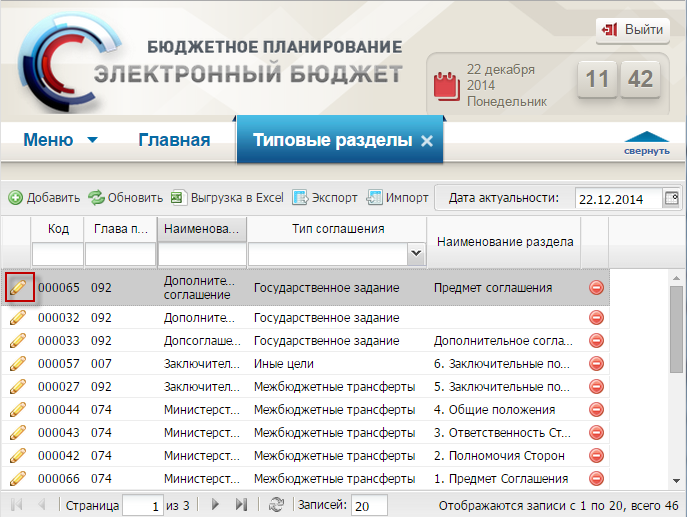 БЮДЖЕТНОЕ ПЛАНИРОВАНИЕ
ЭЛЕКТРОННЫЙ БЮДЖЕТ
Выйти
22 декабря
2014
Понедельник
11 42
Меню Главная Типовые разделы
свернуть
Добавить Обновить Выгрузка в Excel Экспорт Импорт Дата актуальности: 22.12.2014
Код Глава п... Наименова... Тип соглашения Наименование раздела
000065 092 Дополните... соглашение Государственное задание Предмет соглашения
000032 092 Дополните... Государственное задание
000033 092 Допсоглаше... Государственное задание Дополнительное согла...
000057 007 Заключител... Иные цели 6. Заключительные по...
000027 092 Заключител... Межбюджетные трансферты 5. Заключительные по...
000044 074 Министерст... Межбюджетные трансферты 4. Общие положения
000043 074 Министерст... Межбюджетные трансферты 3. Ответственность Ст...
000042 074 Министерст... Межбюджетные трансферты 2. Полномочия Сторон
000066 074 Министерст... Межбюджетные трансферты 1. Предмет Соглашения
Страница 1 из 3 Записей: 20 Отображаются записи с 1 по 20, всего 46